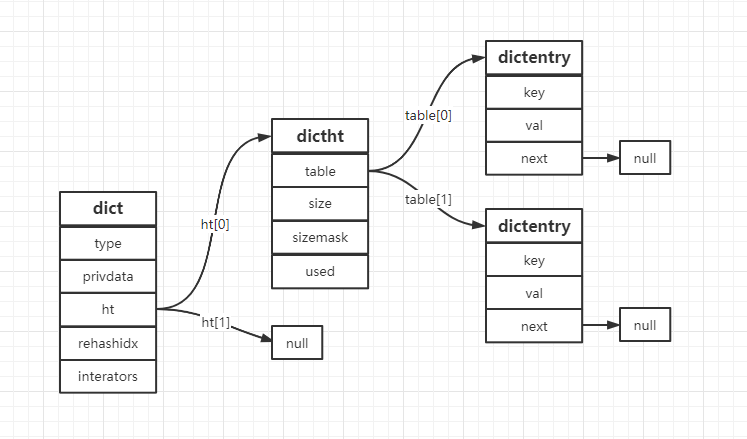 dict
type
privdata
ht
rehashidx
interators
ht[0]
ht[1]
null
dictht
table
size
sizemask
used
table[0]
table[1]
dictentry
key
val
next
null
dictentry
key
val
next
null